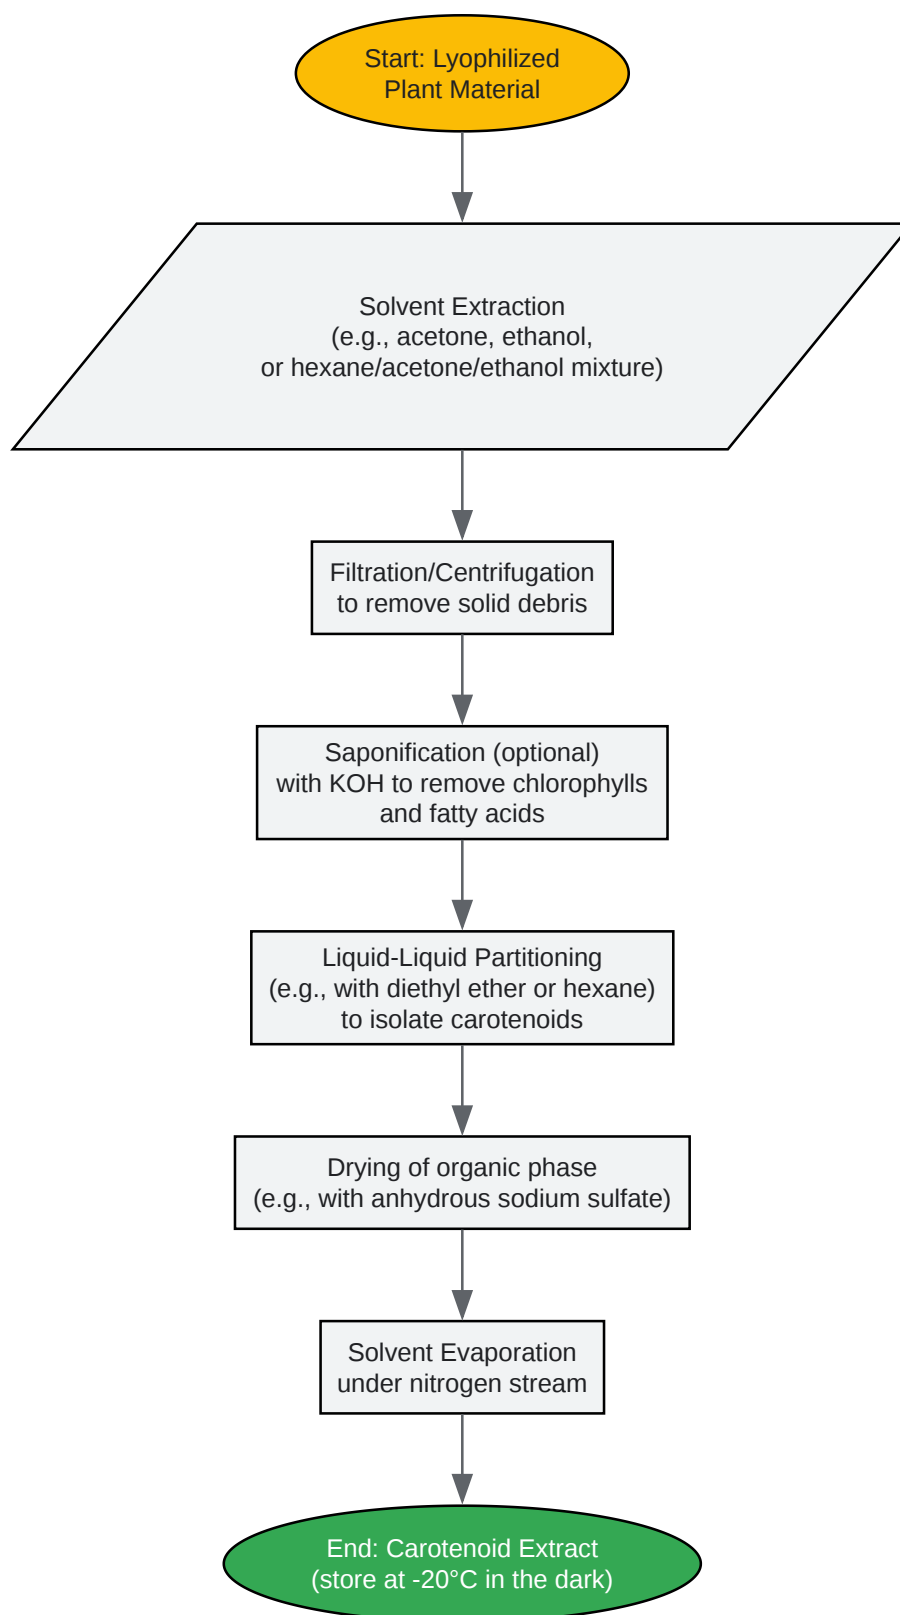 Start: Lyophilized
Plant Material
Solvent Extraction
(e.g., acetone, ethanol,
or hexane/acetone/ethanol mixture)
Filtration/Centrifugation
to remove solid debris
Saponification (optional)
with KOH to remove chlorophylls
and fatty acids
Liquid-Liquid Partitioning
(e.g., with diethyl ether or hexane)
to isolate carotenoids
Drying of organic phase
(e.g., with anhydrous sodium sulfate)
Solvent Evaporation
under nitrogen stream
End: Carotenoid Extract
(store at -20°C in the dark)